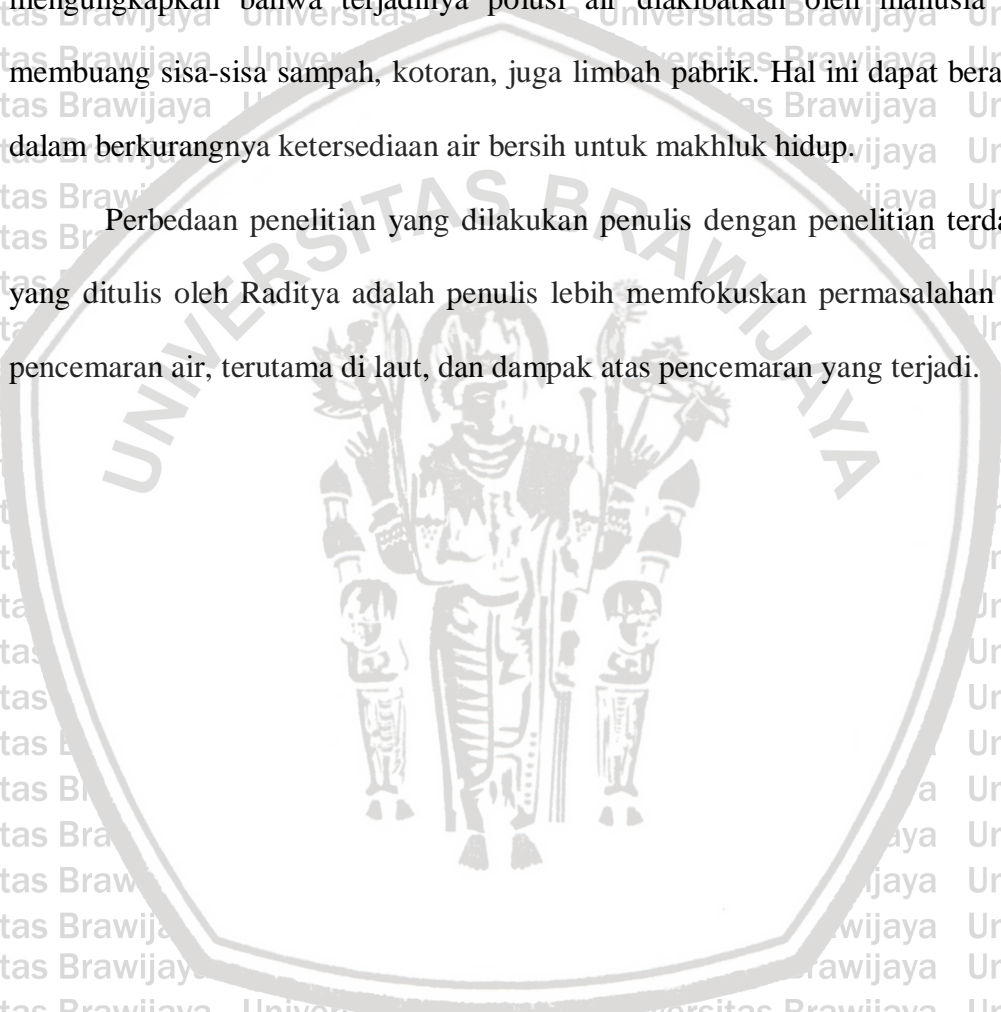 mengungkapkan bahwa terjadinya polusi air diakibatkan oleh manusia
membuang sisa-sisa sampah, kotoran, juga limbah pabrik. Hal ini dapat bera
dalam berkurangnya ketersediaan air bersih untuk makhluk hidup.
Perbedaan penelitian yang dilakukan penulis dengan penelitian terda
yang ditulis oleh Raditya adalah penulis lebih memfokuskan permasalahan
pencemaran air, terutama di laut, dan dampak atas pencemaran yang terjadi.
UNIVERSITAS BRAWIJAYA